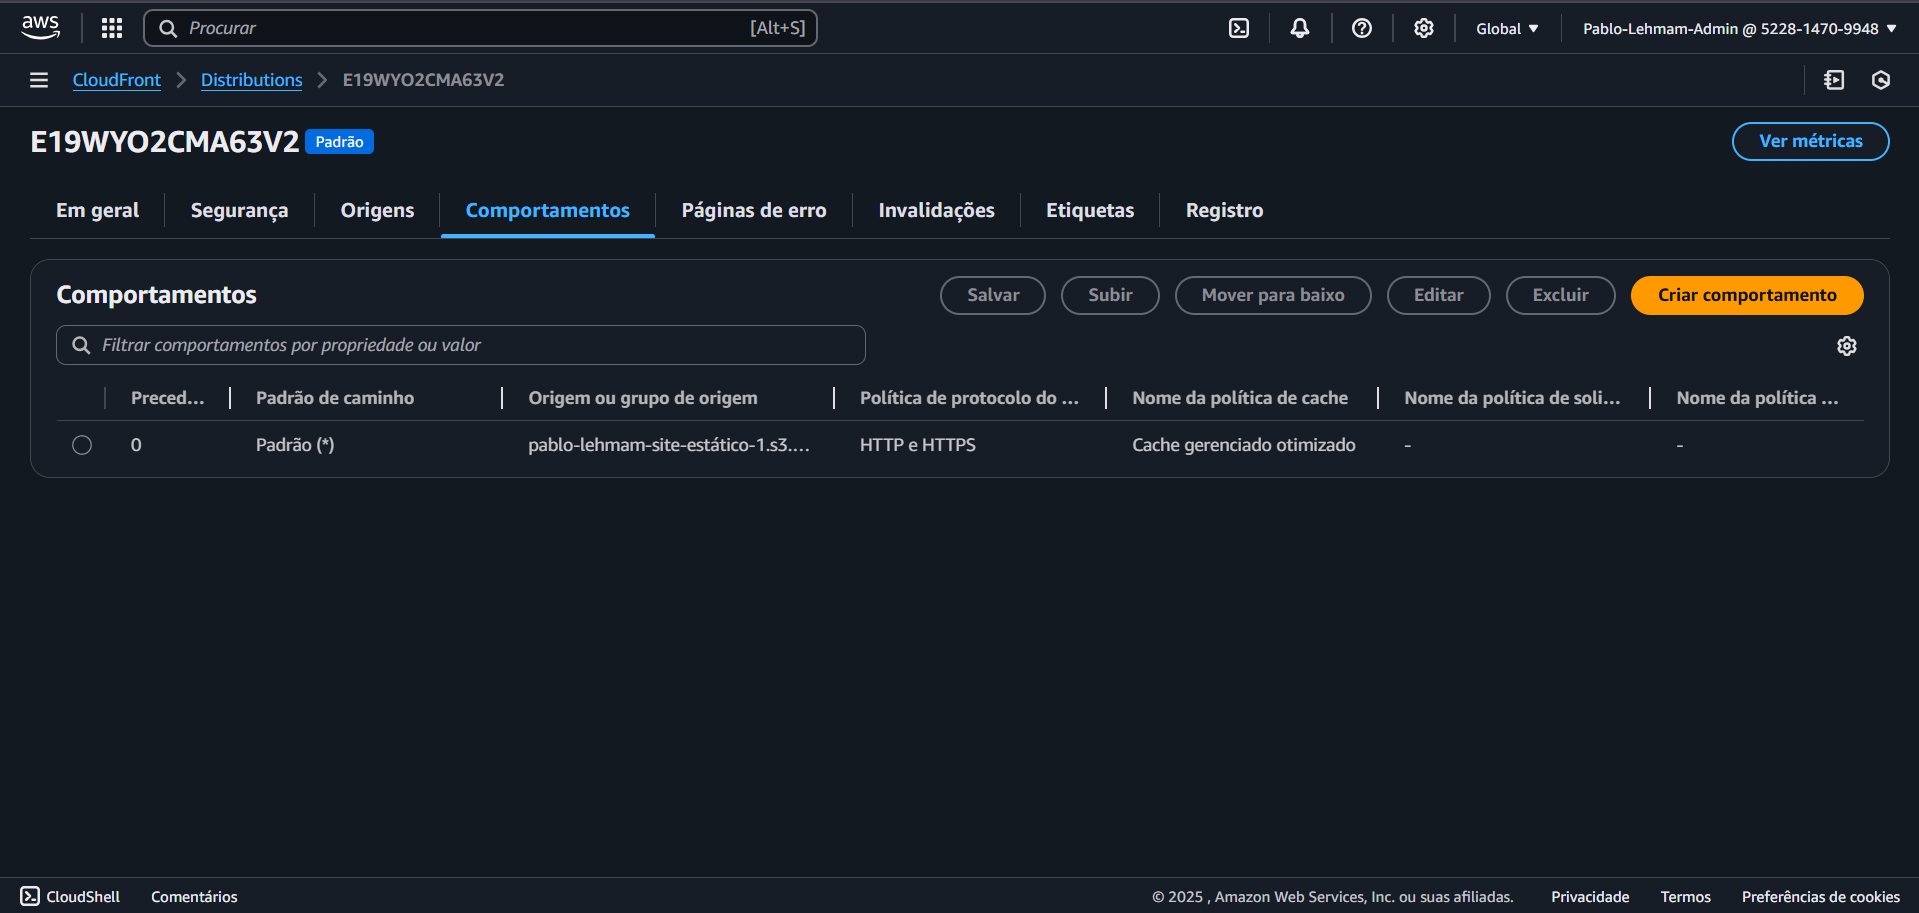 aws
Procurar [Alt+S] Global Pablo-Lehmam-Admin @ 5228-1470-9948
CloudFront Distributions E19WYO2CMA63V2
E19WYO2CMA63V2 Padrão Ver métricas
Em geral Segurança Origens Comportamentos Páginas de erro Invalidações Etiquetas Registro
Comportamentos Salvar Subir Mover para baixo Editar Excluir Criar comportamento
Filtrar comportamentos por propriedade ou valor
Preced... Padrão de caminho Origem ou grupo de origem Política de protocolo do ... Nome da política de cache Nome da política de soli... Nome da política ...
0 Padrão (*) pablo-lehmam-site-estático-1.s3.... HTTP e HTTPS Cache gerenciado otimizado - -
CloudShell Comentários © 2025 , Amazon Web Services, Inc. ou suas afiliadas. Privacidade Termos Preferências de cookies